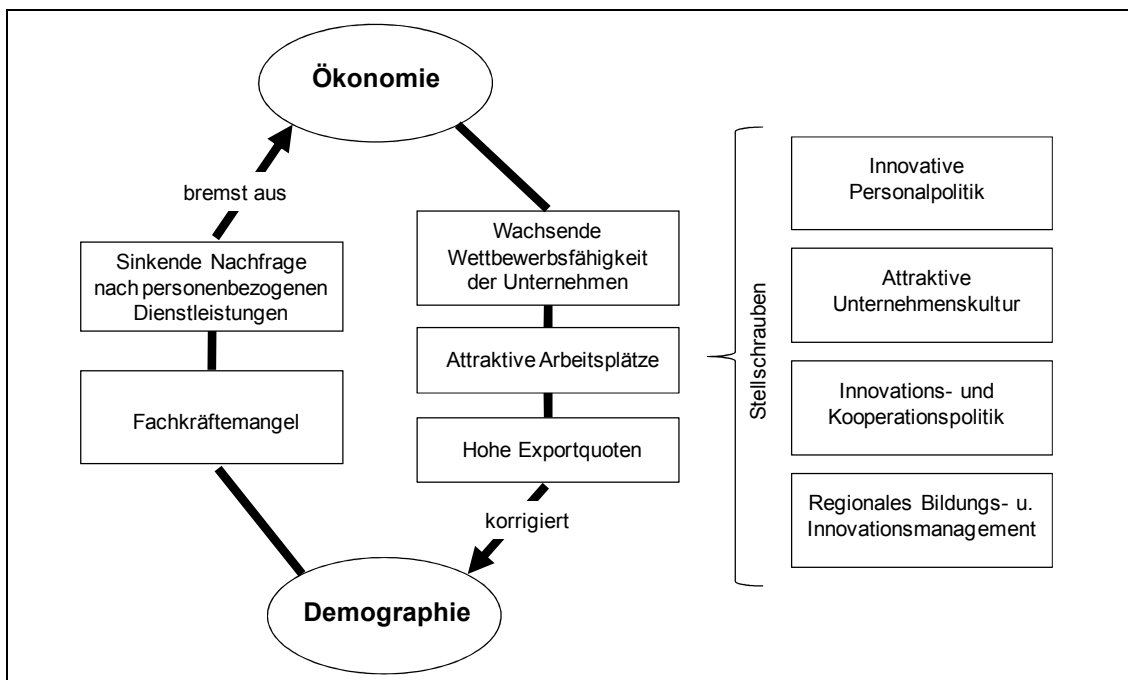 Ökonomie
bremst aus
Sinkende Nachfrage
nach personenbezogenen
Dienstleistungen
Fachkräftemangel
Wachsende
Wettbewerbsfähigkeit
der Unternehmen
Attraktive Arbeitsplätze
Hohe Exportquoten
korrigiert
Demographie
Stellschrauben
Innovative
Personalpolitik
Attraktive
Unternehmenskultur
Innovations- und
Kooperationspolitik
Regionales Bildungs- u.
Innovationsmanagement